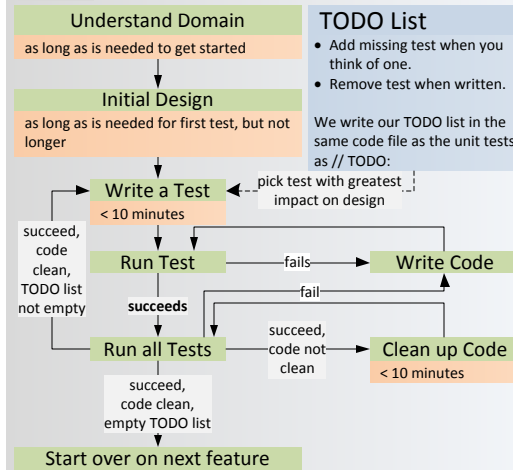 Understand Domain
as long as is needed to get started
Initial Design
as long as is needed for first test, but not
longer
TODO List
• Add missing test when you
think of one.
• Remove test when written.
We write our TODO list in the
same code file as the unit tests
as // TODO:
pick test with greatest
impact on design
Write a Test
< 10 minutes
succeed,
code
clean,
TODO list
not empty
Run Test
fails
Write Code
succeeds
fail
Run all Tests
succeed,
code not
clean
Clean up Code
< 10 minutes
succeed,
code clean,
empty TODO list
Start over on next feature